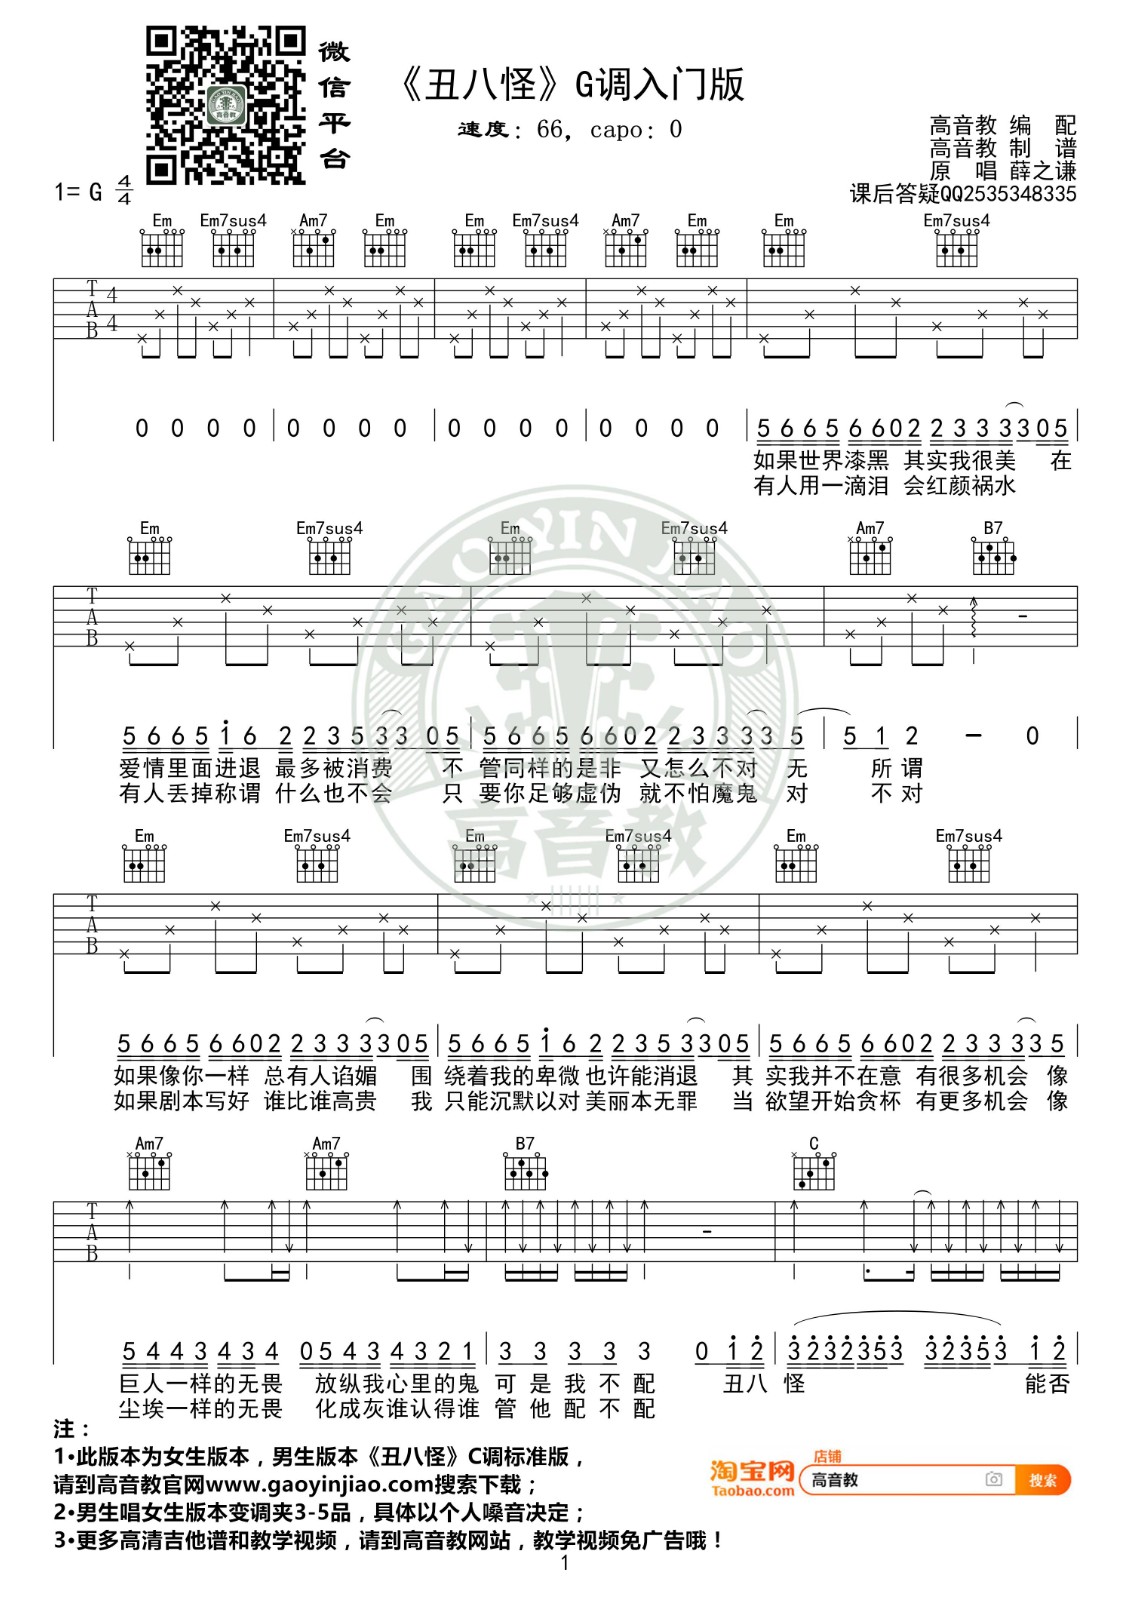 微信平台
高音教
《丑八怪》G调入门版
速度：66，capo：0
高音教 编 配
高音教 制 谱
原 唱 薛之谦
课后答疑QQ2535348335
1= G 4/4
Em Em7sus4 Am7 Em Em Em7sus4 Am7 Em Em Em7sus4
T A B 4 4
0 0 0 0 0 0 0 0 0 0 0 0 0 0 0 0 5 6 6 5 6 6 0 2 2 3 3 3 3 0 5
如果世界漆黑 其实我很美 在
有人用一滴泪 会红颜祸水
GAO YIN JIAO
Em Em7sus4 Em Em7sus4 Am7 B7
T A B
5 6 6 5 1 6 2 2 3 5 3 3 0 5 5 6 6 5 6 6 0 2 2 3 3 3 3 5 5 1 2 - 0
爱情里面进退 最多被消费 不 管同样的是非 又怎么不对 无 所谓
有人丢掉称谓 什么也不会 只 要你足够虚伪 就不怕魔鬼 对 不对
高音教
Em Em7sus4 Em Em7sus4 Em Em7sus4
T A B
5 6 6 5 6 6 0 2 2 3 3 3 3 0 5 5 6 6 5 1 6 2 2 3 5 3 3 0 5 5 6 6 5 6 6 0 2 2 3 3 3 3 5
如果像你一样 总有人谄媚 围 绕着我的卑微 也许能消退 其 实我并不在意 有很多机会 像
如果剧本写好 谁比谁高贵 我 只能沉默以对 美丽本无罪 当 欲望开始贪杯 有更多机会 像
Am7 Am7 B7 C
T A B
5 4 4 3 4 3 4 0 5 4 3 4 3 2 1 3 3 3 3 0 1 2 3 2 3 2 3 5 3 3 2 3 5 3 1 2
巨人一样的无畏 放纵我心里的鬼 可是我不配 丑八怪 能否
尘埃一样的无畏 化成灰谁认得谁 管他配不配
注：
1•此版本为女生版本，男生版本《丑八怪》C调标准版，
请到高音教官网www.gaoyinjiao.com搜索下载；
2•男生唱女生版本变调夹3-5品，具体以个人嗓音决定；
3•更多高清吉他谱和教学视频，请到高音教网站，教学视频免广告哦！
淘宝网
Taobao.com
店铺
高音教
搜索
1